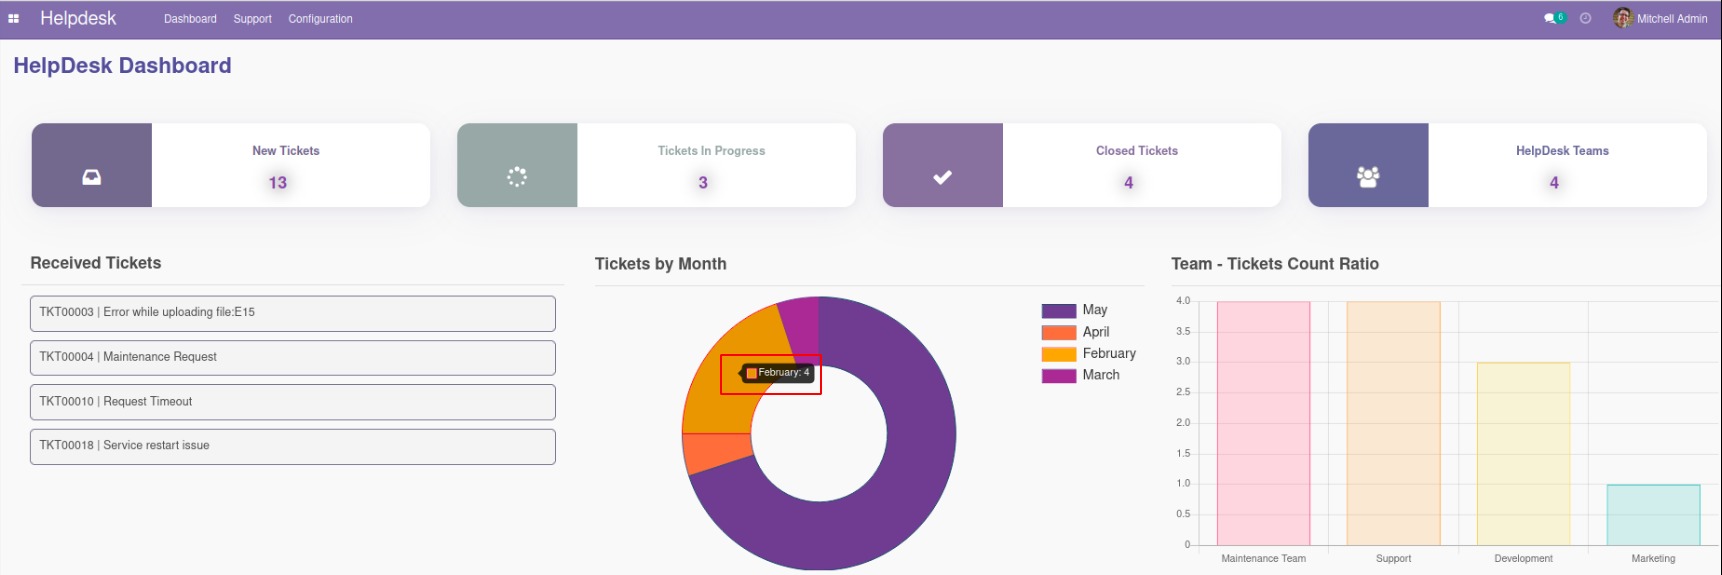 Helpdesk
Dashboard Support Configuration
6
Mitchell Admin
HelpDesk Dashboard
New Tickets
13
Tickets In Progress
3
Closed Tickets
4
HelpDesk Teams
4
Received Tickets
TKT00003 | Error while uploading file:E15
TKT00004 | Maintenance Request
TKT00010 | Request Timeout
TKT00018 | Service restart issue
Tickets by Month
May
April
February
March
February: 4
Team - Tickets Count Ratio
4.0
3.5
3.0
2.5
2.0
1.5
1.0
0.5
0
Maintenance Team Support Development Marketing